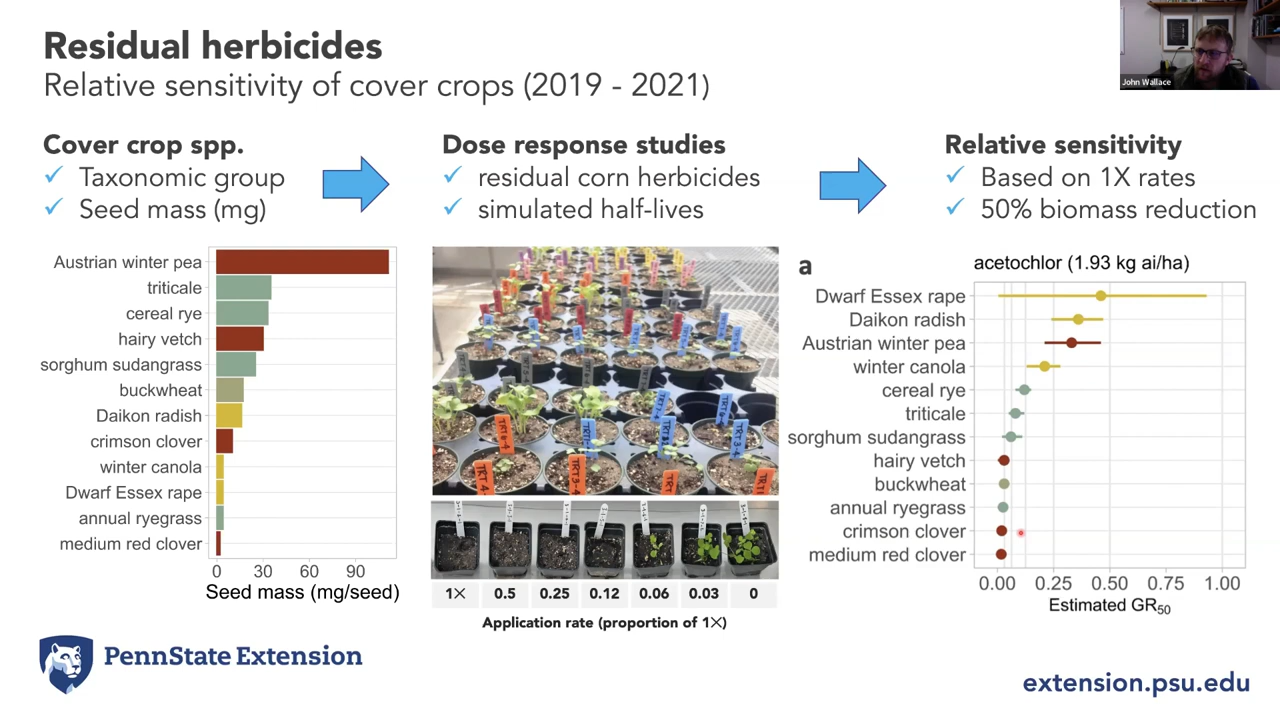 Residual herbicides
Relative sensitivity of cover crops (2019 - 2021)
John Wallace
Cover crop spp.
✓ Taxonomic group
✓ Seed mass (mg)
Dose response studies
✓ residual corn herbicides
✓ simulated half-lives
Relative sensitivity
✓ Based on 1X rates
✓ 50% biomass reduction
Austrian winter pea
triticale
cereal rye
hairy vetch
sorghum sudangrass
buckwheat
Daikon radish
crimson clover
winter canola
Dwarf Essex rape
annual ryegrass
medium red clover
0 30 60 90
Seed mass (mg/seed)
1× 0.5 0.25 0.12 0.06 0.03 0
Application rate (proportion of 1×)
a
acetochlor (1.93 kg ai/ha)
Dwarf Essex rape
Daikon radish
Austrian winter pea
winter canola
cereal rye
triticale
sorghum sudangrass
hairy vetch
buckwheat
annual ryegrass
crimson clover
medium red clover
0.00 0.25 0.50 0.75 1.00
Estimated GR50
PennState Extension
extension.psu.edu